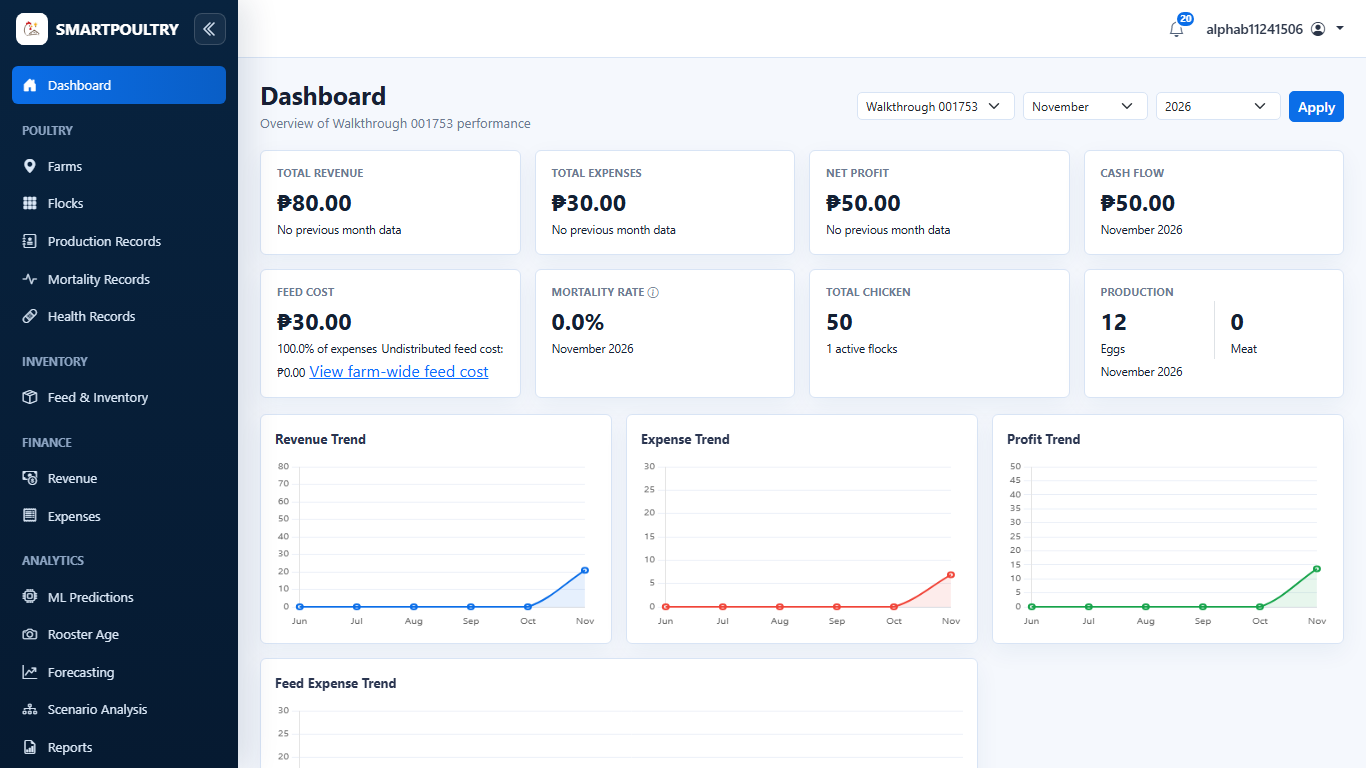 SMARTPOULTRY
Dashboard
POULTRY
Farms
Flocks
Production Records
Mortality Records
Health Records
INVENTORY
Feed & Inventory
FINANCE
Revenue
Expenses
ANALYTICS
ML Predictions
Rooster Age
Forecasting
Scenario Analysis
Reports
20
alphab11241506
Dashboard
Overview of Walkthrough 001753 performance
Walkthrough 001753
November
2026
Apply
TOTAL REVENUE
₱80.00
No previous month data
TOTAL EXPENSES
₱30.00
No previous month data
NET PROFIT
₱50.00
No previous month data
CASH FLOW
₱50.00
November 2026
FEED COST
₱30.00
100.0% of expenses Undistributed feed cost:
₱0.00 View farm-wide feed cost
MORTALITY RATE
0.0%
November 2026
TOTAL CHICKEN
50
1 active flocks
PRODUCTION
12
Eggs
0
Meat
November 2026
Revenue Trend
80
70
60
50
40
30
20
10
0
Jun Jul Aug Sep Oct Nov
Expense Trend
30
25
20
15
10
5
0
Jun Jul Aug Sep Oct Nov
Profit Trend
50
45
40
35
30
25
20
15
10
5
0
Jun Jul Aug Sep Oct Nov
Feed Expense Trend
30
25
20